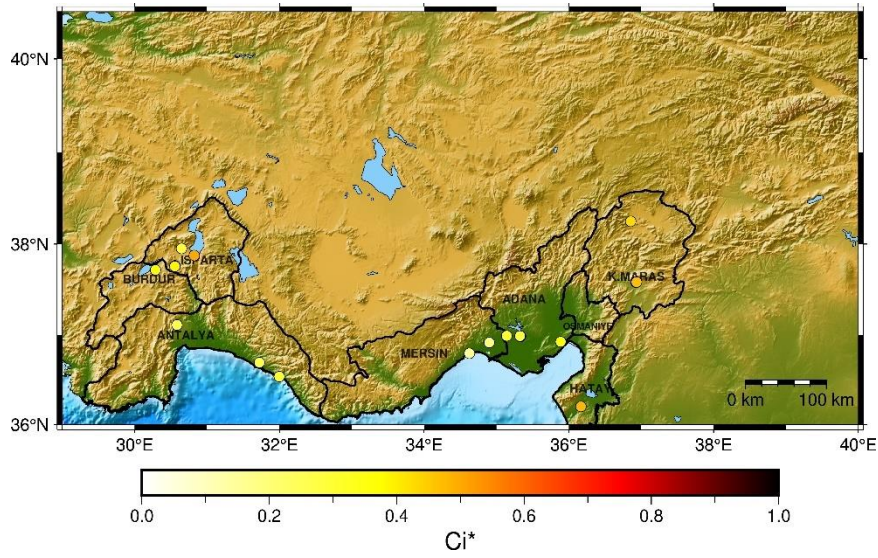 40°N
38°N
ISPARTA
BURDUR
K.MARAS
ADANA
OSMANIYE
ANTALYA
MERSIN
HATAY
0 km 100 km
36°N
30°E 32°E 34°E 36°E 38°E 40°E
0.0 0.2 0.4 0.6 0.8 1.0
Ci*